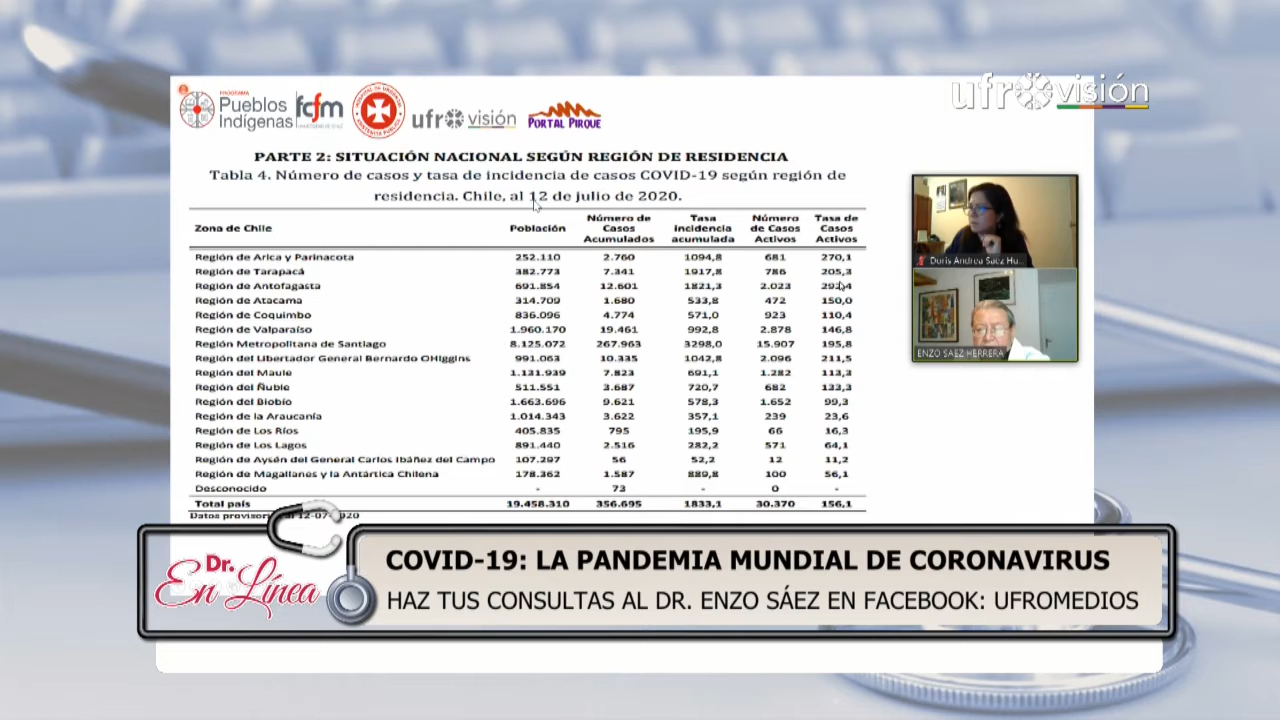 PROGRAMA
Pueblos
Indígenas
fcfm
ufro visión
PORTAL PIRQUE
ufro visión
PARTE 2: SITUACIÓN NACIONAL SEGÚN REGIÓN DE RESIDENCIA
Tabla 4. Número de casos y tasa de incidencia de casos COVID-19 según región de
residencia. Chile, al 12 de julio de 2020.
Zona de Chile Población Número de Casos Acumulados Tasa incidencia acumulada Número de Casos Activos Tasa de Casos Activos
Región de Arica y Parinacota 252.110 2.760 1094,8 681 270,1
Región de Tarapacá 382.773 7.341 1917,8 786 205,3
Región de Antofagasta 691.854 12.601 1821,3 2.023 292,4
Región de Atacama 314.709 1.680 533,8 472 150,0
Región de Coquimbo 836.096 4.774 571,0 923 110,4
Región de Valparaíso 1.960.170 19.461 992,8 2.878 146,8
Región Metropolitana de Santiago 8.125.072 267.963 3298,0 15.907 195,8
Región del Libertador General Bernardo OHiggins 991.063 10.335 1042,8 2.096 211,5
Región del Maule 1.131.939 7.823 691,1 1.282 113,3
Región del Ñuble 511.551 3.687 720,7 682 133,3
Región del Biobío 1.663.696 9.621 578,3 1.652 99,3
Región de la Araucanía 1.014.343 3.622 357,1 239 23,6
Región de Los Ríos 405.835 795 195,9 66 16,3
Región de Los Lagos 891.440 2.516 282,2 571 64,1
Región de Aysén del General Carlos Ibáñez del Campo 107.297 56 52,2 12 11,2
Región de Magallanes y la Antártica Chilena 178.362 1.587 889,8 100 56,1
Desconocido - 73 - 0 -
Total país 19.458.310 356.695 1833,1 30.370 156,1
Datos 12-07- 020
Doris Andrea Saez Hu...
ENZO SAEZ HERRERA
Dr.
En Línea
COVID-19: LA PANDEMIA MUNDIAL DE CORONAVIRUS
HAZ TUS CONSULTAS AL DR. ENZO SÁEZ EN FACEBOOK: UFROMEDIOS